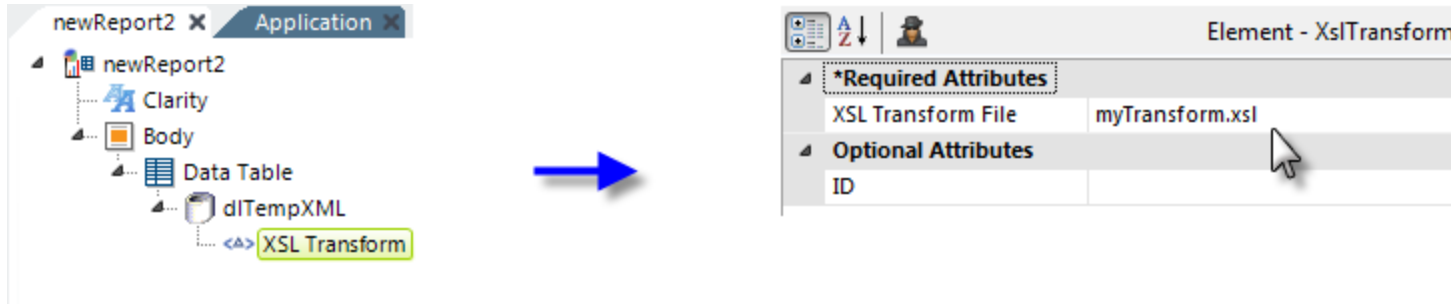 newReport2
Application
newReport2
Clarity
Body
Data Table
dlTempXML
XSL Transform
A
Z
Element - XslTransform
*Required Attributes
XSL Transform File myTransform.xsl
Optional Attributes
ID